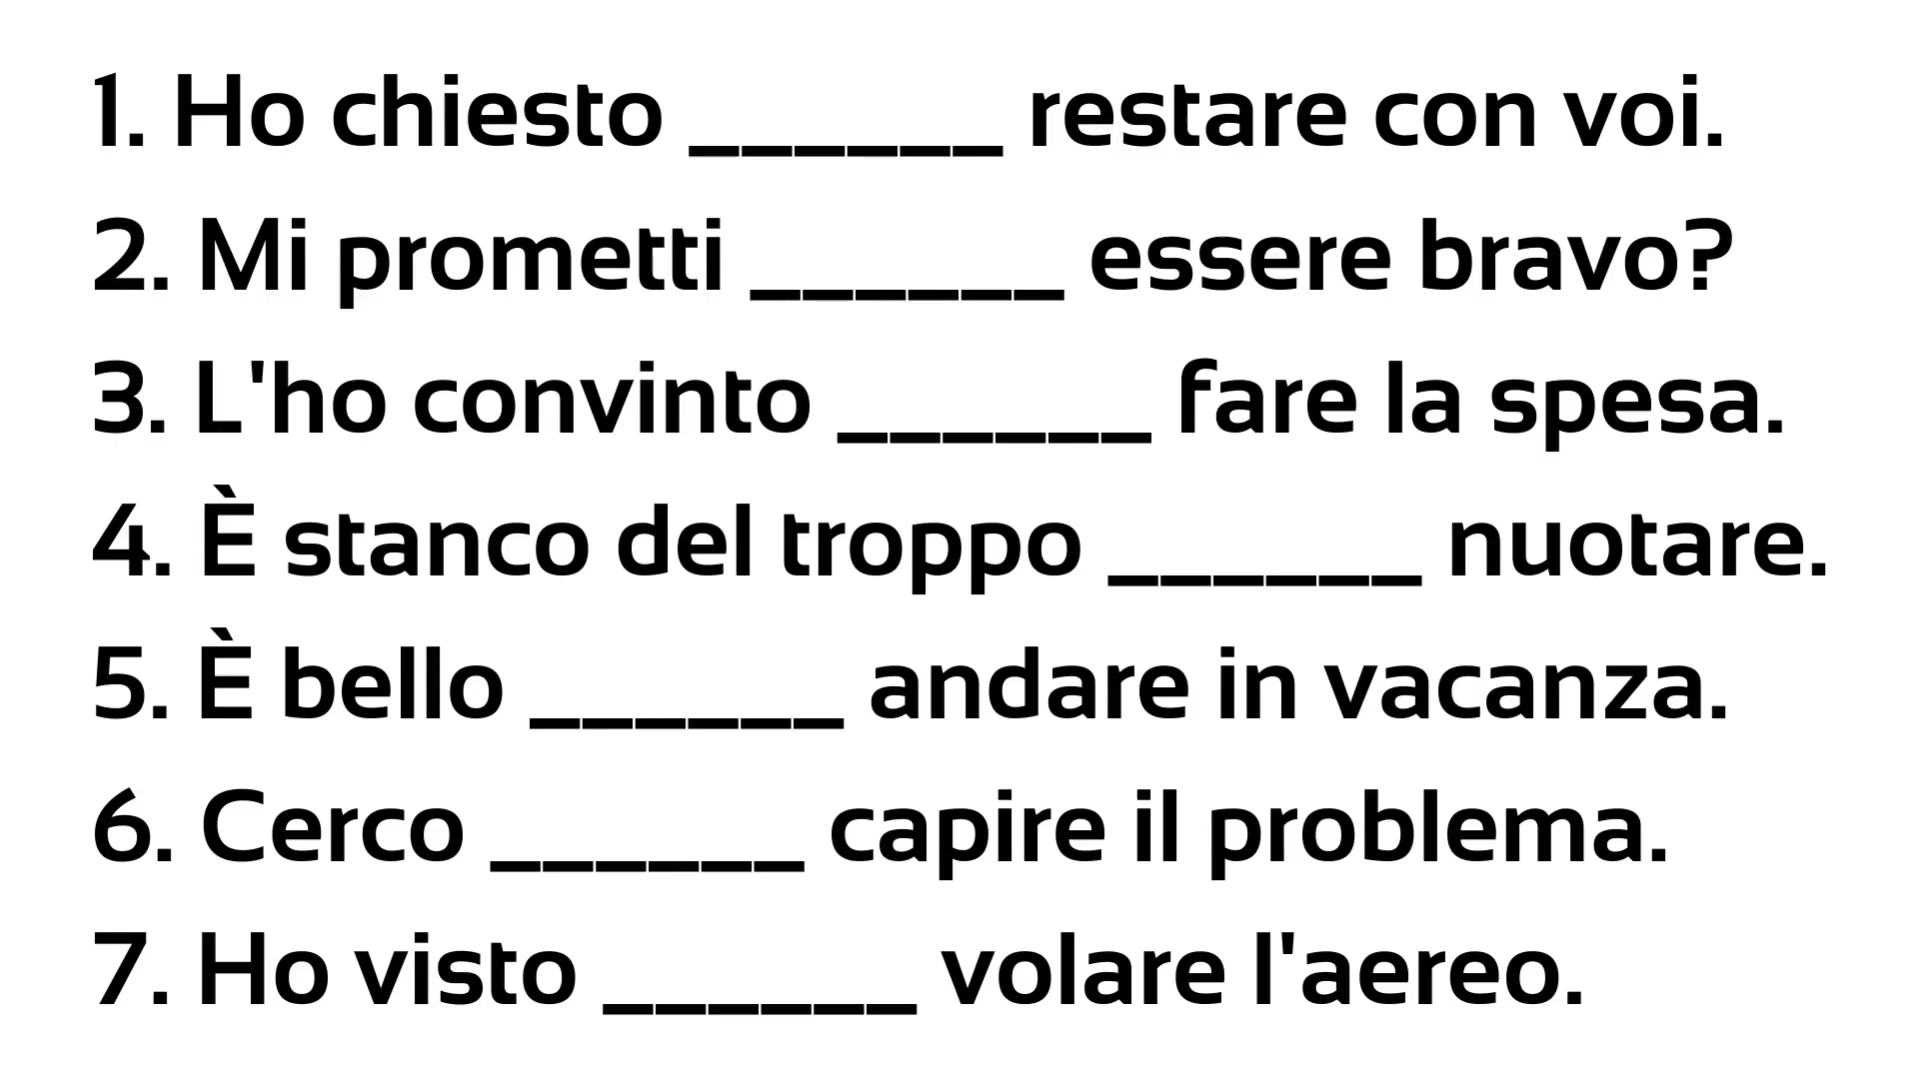 1. Ho chiesto ______ restare con voi.
2. Mi prometti ______ essere bravo?
3. L'ho convinto ______ fare la spesa.
4. È stanco del troppo ______ nuotare.
5. È bello ______ andare in vacanza.
6. Cerco ______ capire il problema.
7. Ho visto ______ volare l'aereo.